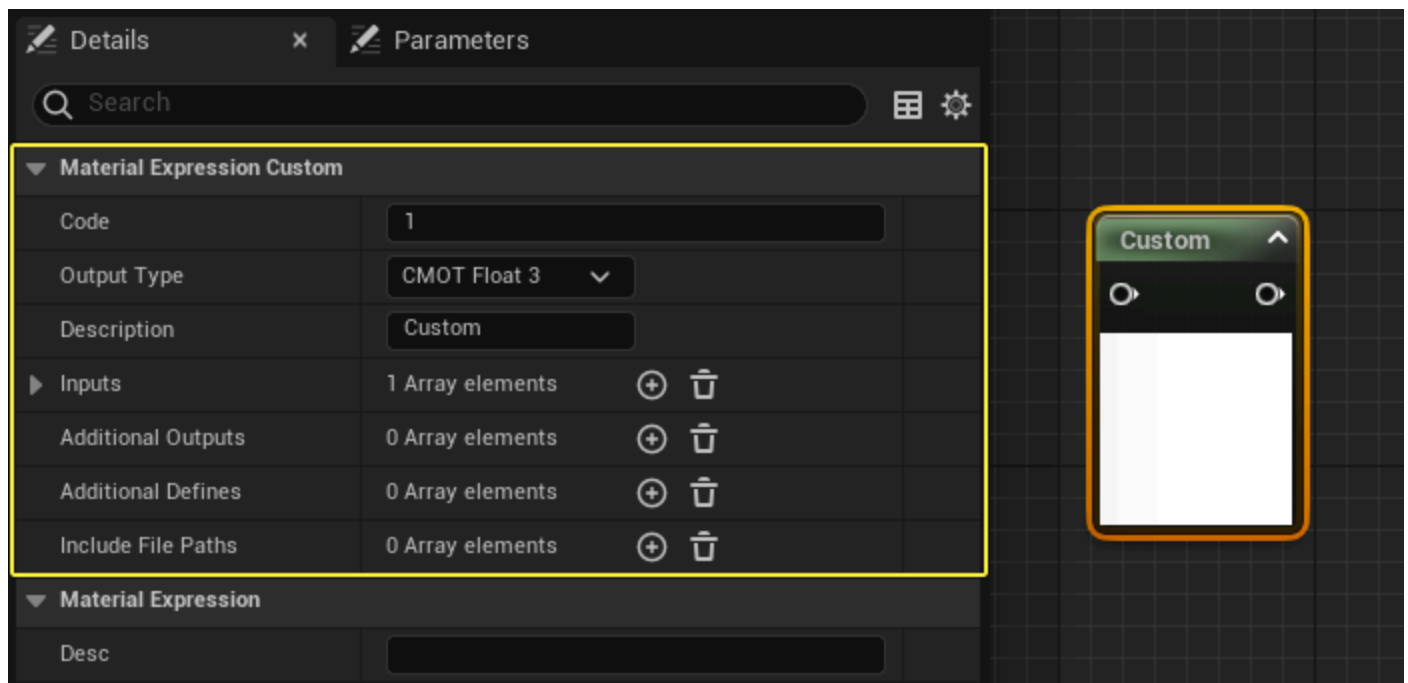 Details Parameters
Search
Material Expression Custom
Code 1
Output Type CMOT Float 3
Description Custom
Inputs 1 Array elements
Additional Outputs 0 Array elements
Additional Defines 0 Array elements
Include File Paths 0 Array elements
Material Expression
Desc
Custom